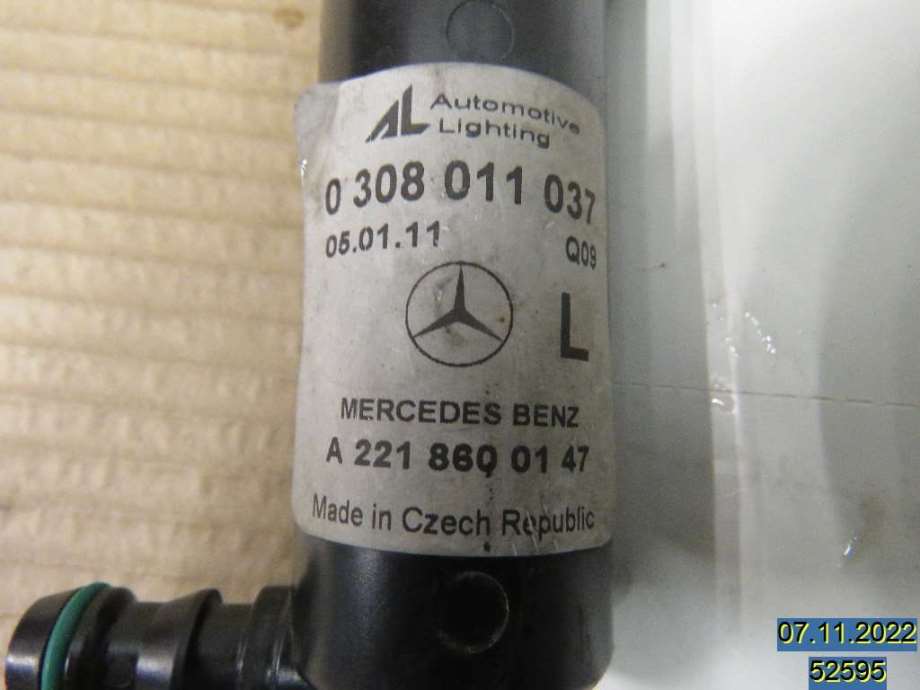 AL Automotive
Lighting
0 308 011 037
05.01.11 Q09
L
MERCEDES BENZ
A 221 860 01 47
Made in Czech Republic
07.11.2022
52595